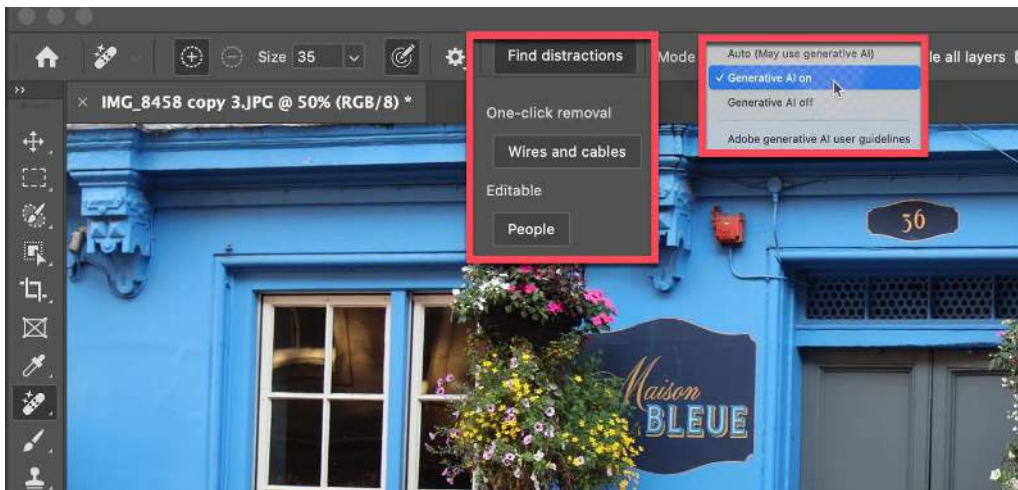 Size 35
Find distractions
Mode
Auto (May use generative AI)
✓ Generative AI on
Generative AI off
Adobe generative AI user guidelines
le all layers
× IMG_8458 copy 3.JPG @ 50% (RGB/8) *
One-click removal
Wires and cables
Editable
People
36
Maison
BLEUE